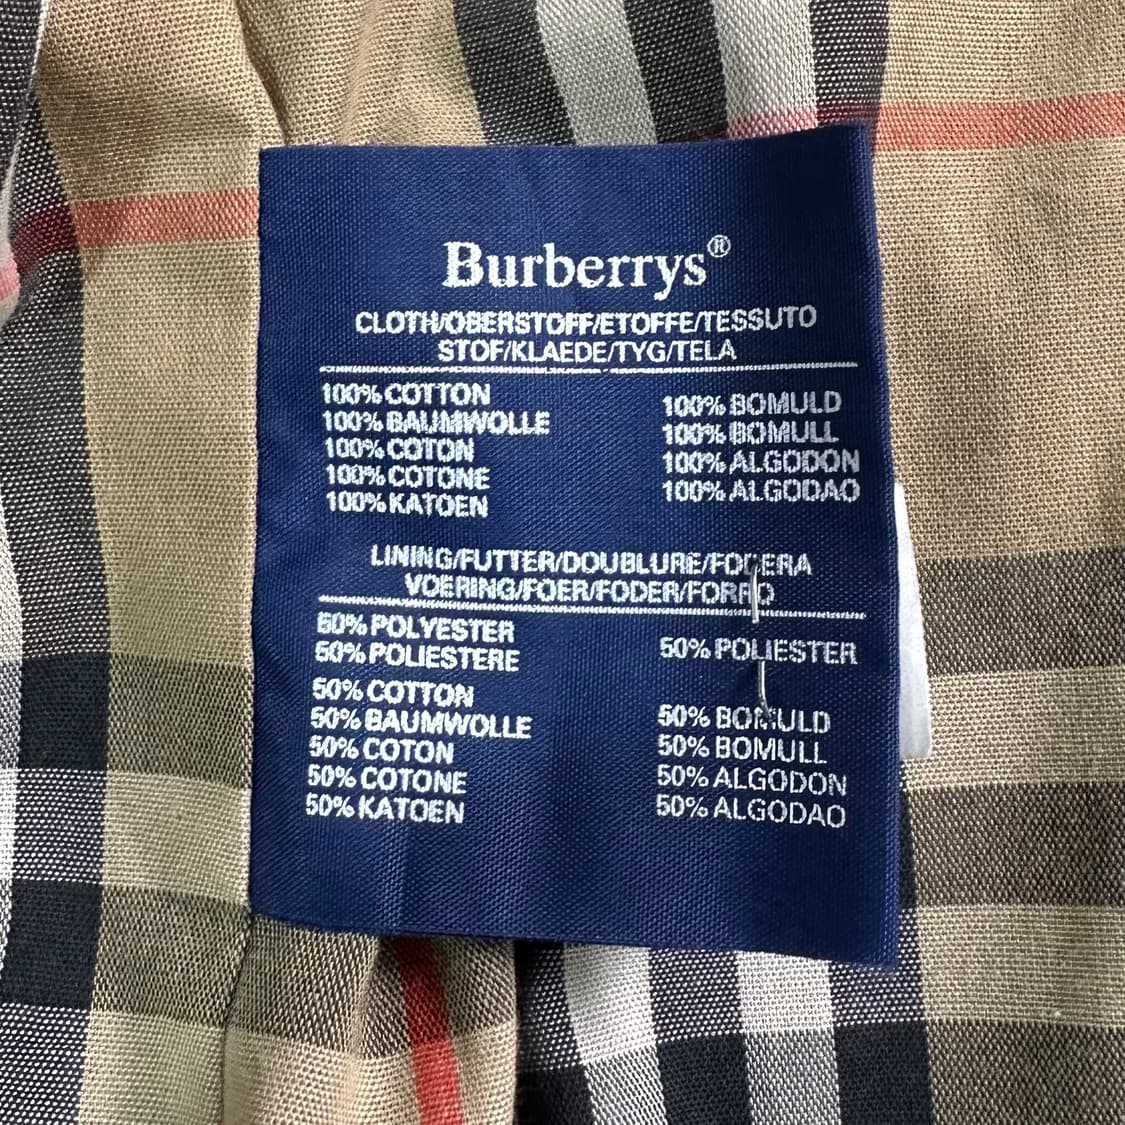 Burberrys®
CLOTH/OBERSTOFF/ETOFFE/TESSUTO
STOF/KLAEDE/TYG/TELA
100% COTTON
100% BAUMWOLLE
100% COTON
100% COTONE
100% KATOEN
100% BOMULD
100% BOMULL
100% ALGODON
100% ALGODAO
LINING/FUTTER/DOUBLURE/FODERA
VOERING/FOER/FODER/FORRO
50% POLYESTER
50% POLIESTERE
50% COTTON
50% BAUMWOLLE
50% COTON
50% COTONE
50% KATOEN
50% POLIESTER
50% BOMULD
50% BOMULL
50% ALGODON
50% ALGODAO